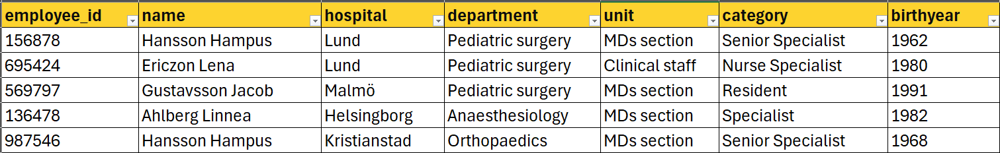 employee_id name hospital department unit category birthyear
156878 Hansson Hampus Lund Pediatric surgery MDs section Senior Specialist 1962
695424 Ericzon Lena Lund Pediatric surgery Clinical staff Nurse Specialist 1980
569797 Gustavsson Jacob Malmö Pediatric surgery MDs section Resident 1991
136478 Ahlberg Linnea Helsingborg Anaesthesiology MDs section Specialist 1982
987546 Hansson Hampus Kristianstad Orthopaedics MDs section Senior Specialist 1968